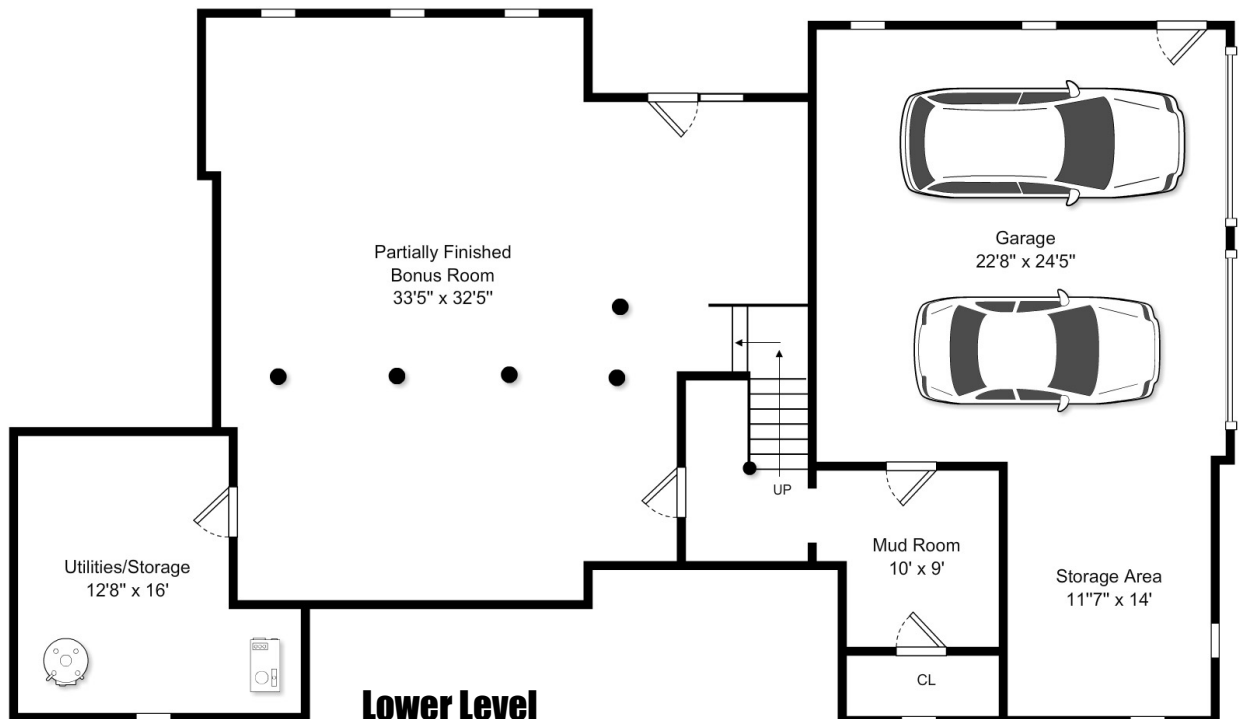 Partially Finished
Bonus Room
33'5" x 32'5"
Garage
22'8" x 24'5"
UP
Mud Room
10' x 9'
Utilities/Storage
12'8" x 16'
Storage Area
11"7" x 14'
CL
Lower Level